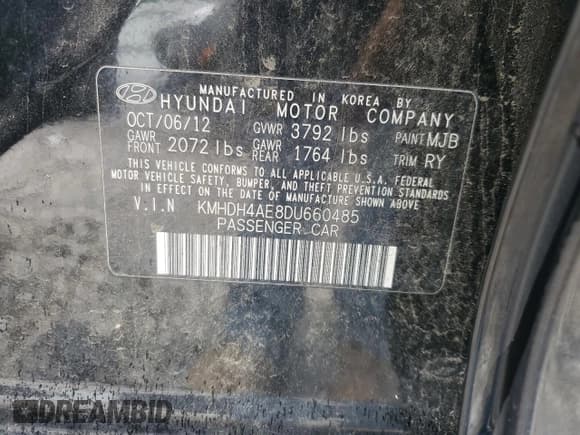 MANUFACTURED IN KOREA BY
HYUNDAI MOTOR COMPANY
OCT/06/12 GVWR 3792 lbs PAINT MJB
GAWR FRONT 2072 lbs GAWR REAR 1764 lbs TRIM RY
THIS VEHICLE CONFORMS TO ALL APPLICABLE U.S.A. FEDERAL
MOTOR VEHICLE SAFETY, BUMPER, AND THEFT PREVENTION STANDARDS
IN EFFECT ON THE DATE OF MANUFACTURE SHOWN ABOVE.
V.I.N KMHDH4AE8DU660485
PASSENGER CAR
DREAMBID